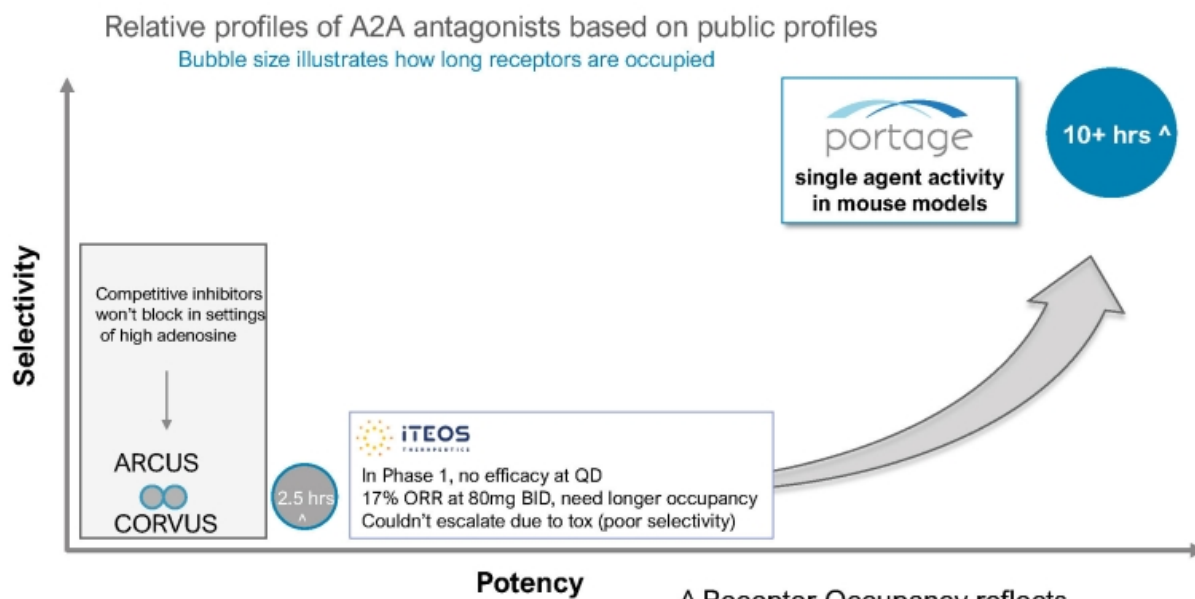 Relative profiles of A2A antagonists based on public profiles
Bubble size illustrates how long receptors are occupied
portage
single agent activity
in mouse models
10+ hrs ^
Selectivity
Competitive inhibitors
won't block in settings
of high adenosine
ARCUS
CORVUS
2.5 hrs
^
iTEOS
THERAPEUTICS
In Phase 1, no efficacy at QD
17% ORR at 80mg BID, need longer occupancy
Couldn't escalate due to tox (poor selectivity)
Potency
^ Receptor Occupancy reflects